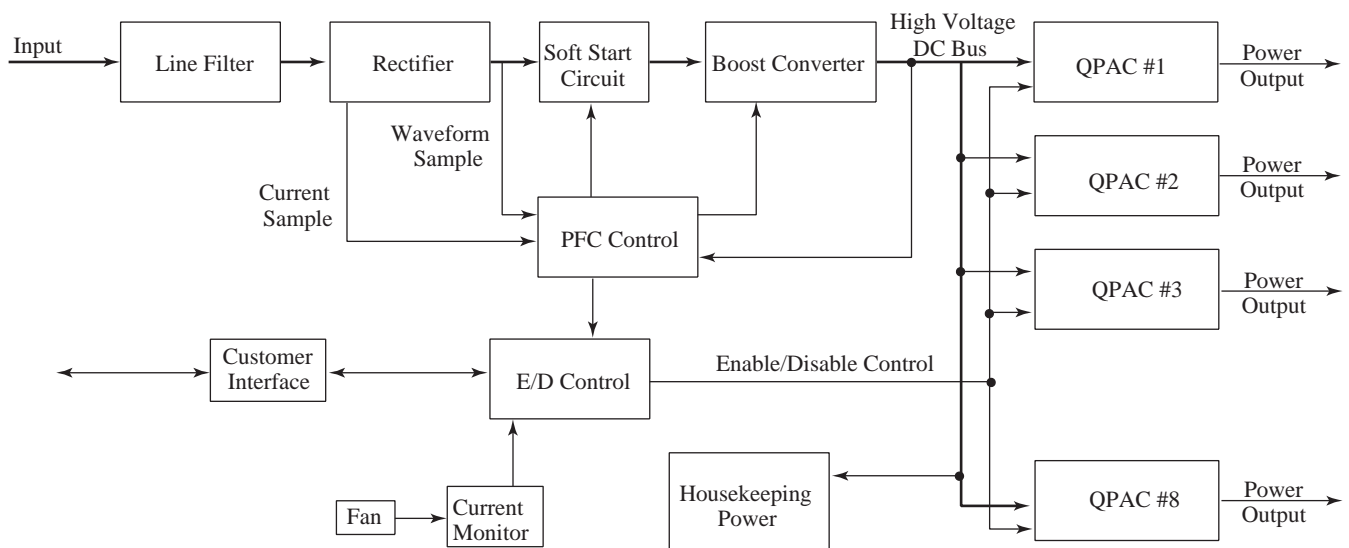 Input
Line Filter
Rectifier
Soft Start
Circuit
Boost Converter
High Voltage
DC Bus
QPAC #1
Power
Output
Waveform
Sample
Current
Sample
PFC Control
QPAC #2
Power
Output
QPAC #3
Power
Output
Customer
Interface
E/D Control
Enable/Disable Control
Fan
Current
Monitor
Housekeeping
Power
QPAC #8
Power
Output